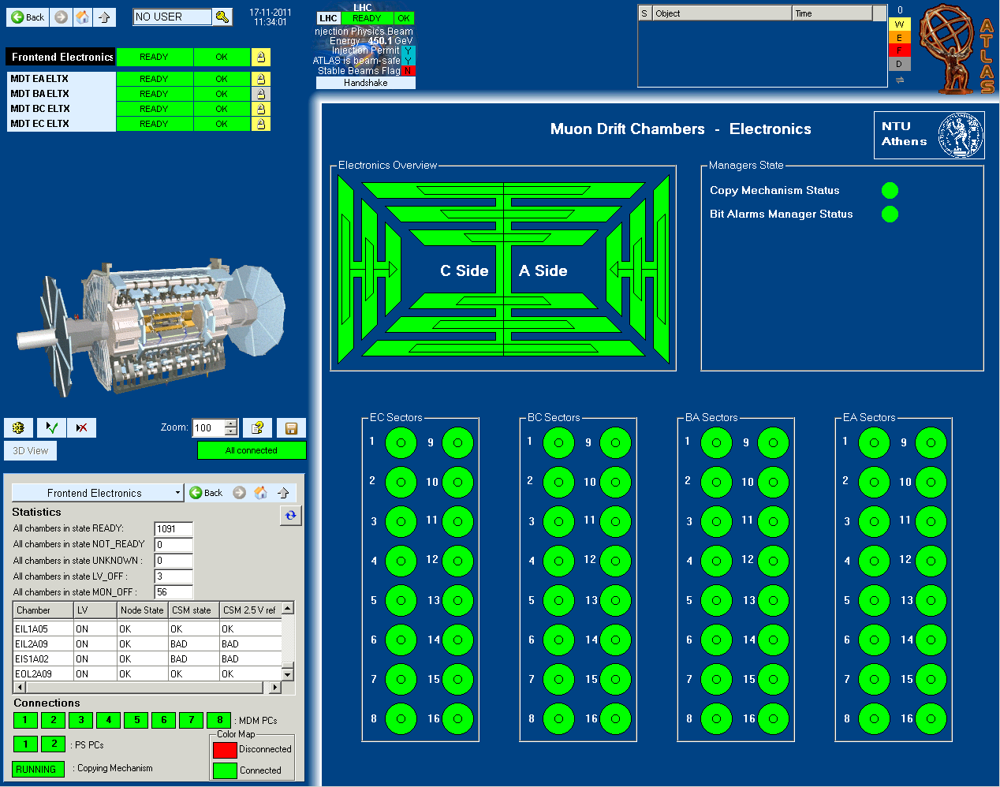 Back
NO USER
17-11-2011
11:34:01
LHC
LHC READY OK
njection Physics Beam
Energy 450.1 GeV
Injection Permit Y
ATLAS is beam-safe Y
Stable Beams Flag N
Handshake
S Object Time
0
W
E
F
D
ATLAS
Frontend Electronics READY OK
MDT EA ELTX READY OK
MDT BA ELTX READY OK
MDT BC ELTX READY OK
MDT EC ELTX READY OK
Muon Drift Chambers - Electronics
NTU
Athens
Electronics Overview
C Side A Side
Managers State
Copy Mechanism Status
Bit Alarms Manager Status
Zoom: 100
3D View
All connected
Frontend Electronics Back
Statistics
All chambers in state READY: 1091
All chambers in state NOT_READY 0
All chambers in state UNKNOWN : 0
All chambers in state LV_OFF : 3
All chambers in state MON_OFF : 56
Chamber LV Node State CSM state CSM 2.5 V ref
EIL1A05 ON OK OK OK
EIL2A09 ON OK BAD BAD
EIS1A02 ON OK BAD BAD
EOL2A09 ON OK OK OK
Connections
1 2 3 4 5 6 7 8 : MDM PCs
1 2 : PS PCs
RUNNING : Copying Mechanism
Color Map
Disconnected
Connected
EC Sectors
1 9
2 10
3 11
4 12
5 13
6 14
7 15
8 16
BC Sectors
1 9
2 10
3 11
4 12
5 13
6 14
7 15
8 16
BA Sectors
1 9
2 10
3 11
4 12
5 13
6 14
7 15
8 16
EA Sectors
1 9
2 10
3 11
4 12
5 13
6 14
7 15
8 16